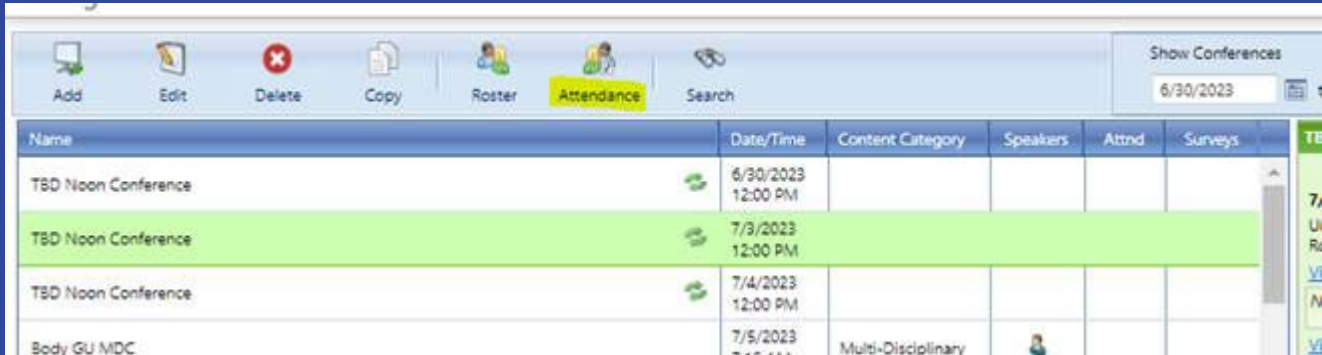 Add Edit Delete Copy Roster Attendance Search
Show Conferences
6/30/2023
Name Date/Time Content Category Speakers Attnd Surveys
TBD Noon Conference 6/30/2023
12:00 PM
TBD Noon Conference 7/3/2023
12:00 PM
TBD Noon Conference 7/4/2023
12:00 PM
Body GU MDC 7/5/2023 Multi-Disciplinary